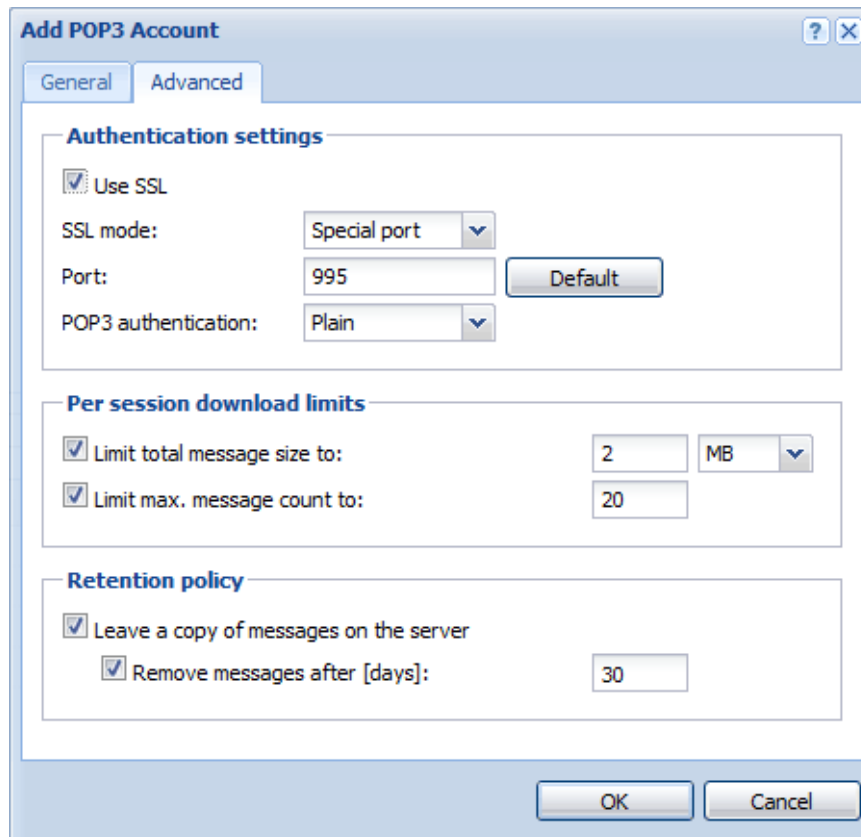 Add POP3 Account
General Advanced
Authentication settings
Use SSL
SSL mode: Special port
Port: 995 Default
POP3 authentication: Plain
Per session download limits
Limit total message size to: 2 MB
Limit max. message count to: 20
Retention policy
Leave a copy of messages on the server
Remove messages after [days]: 30
OK Cancel